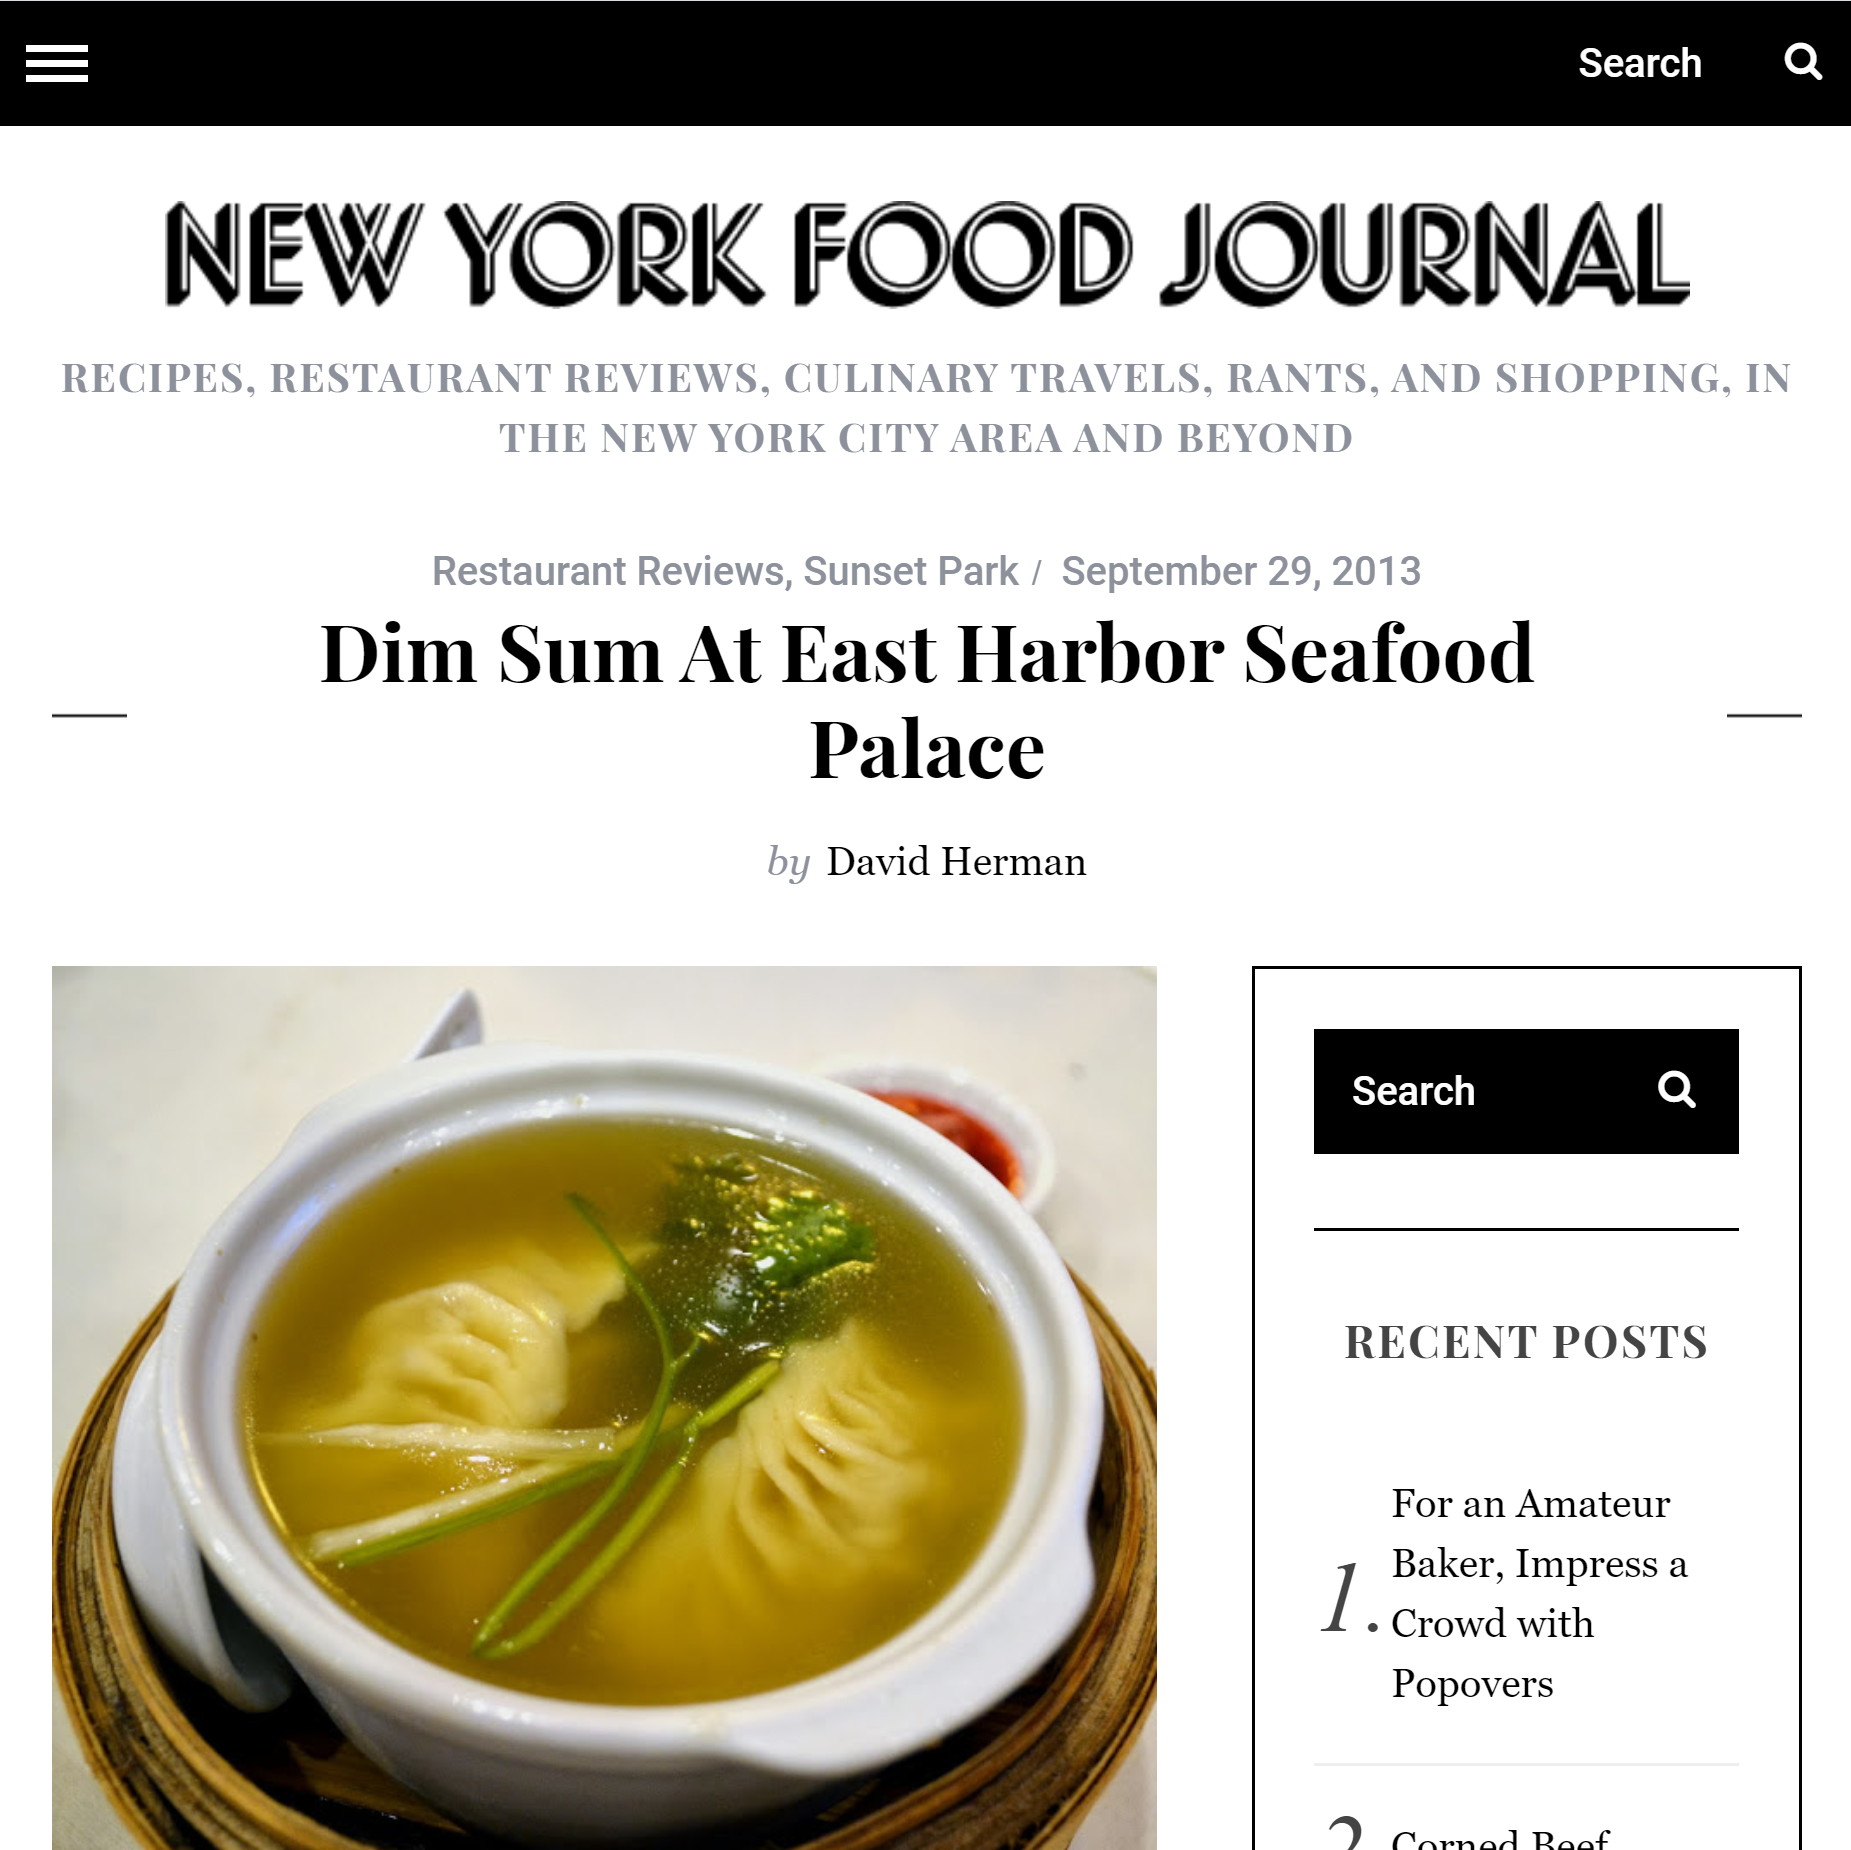 Search
NEW YORK FOOD JOURNAL
RECIPES, RESTAURANT REVIEWS, CULINARY TRAVELS, RANTS, AND SHOPPING, IN
THE NEW YORK CITY AREA AND BEYOND
Restaurant Reviews, Sunset Park / September 29, 2013
Dim Sum At East Harbor Seafood
Palace
by David Herman
Search
RECENT POSTS
1. For an Amateur
Baker, Impress a
Crowd with
Popovers
2. Corned Beef